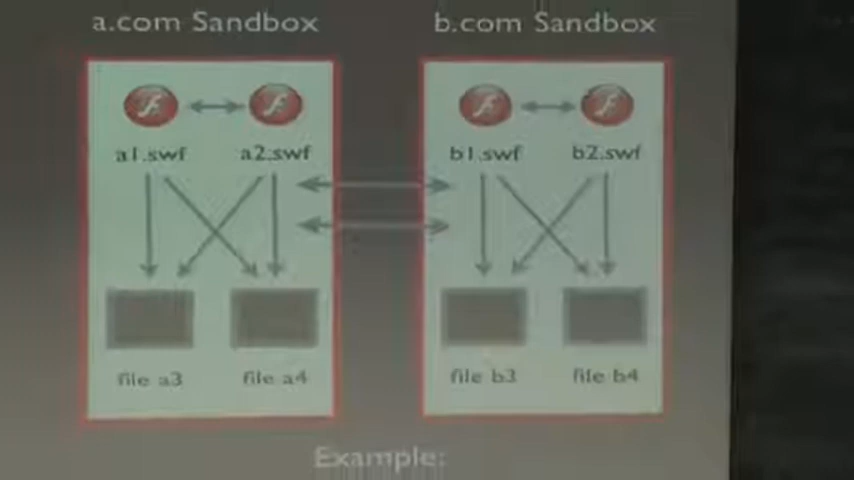 a.com Sandbox b.com Sandbox
a1.swf a2.swf b1.swf b2.swf
file a3 file a4 file b3 file b4
Example: